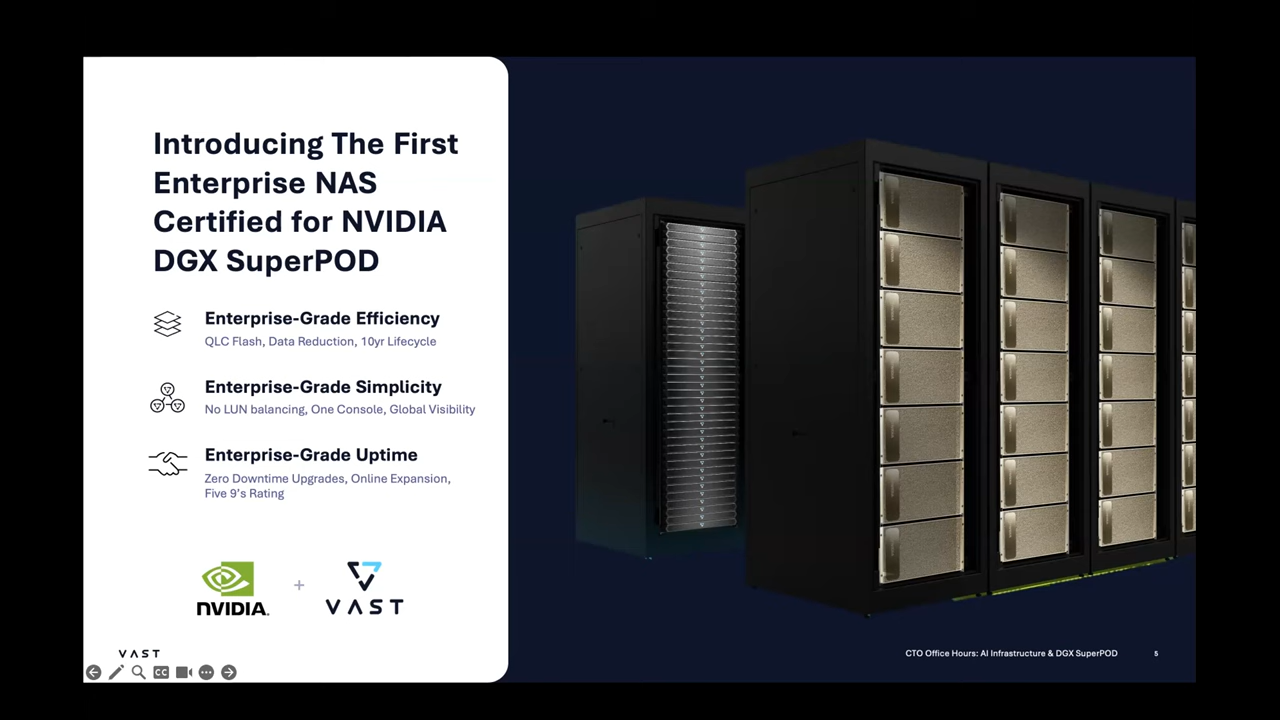 Introducing The First
Enterprise NAS
Certified for NVIDIA
DGX SuperPOD
Enterprise-Grade Efficiency
QLC Flash, Data Reduction, 10yr Lifecycle
Enterprise-Grade Simplicity
No LUN balancing, One Console, Global Visibility
Enterprise-Grade Uptime
Zero Downtime Upgrades, Online Expansion,
Five 9's Rating
NVIDIA. + VAST
VAST
CC
CTO Office Hours: AI Infrastructure & DGX SuperPOD 5